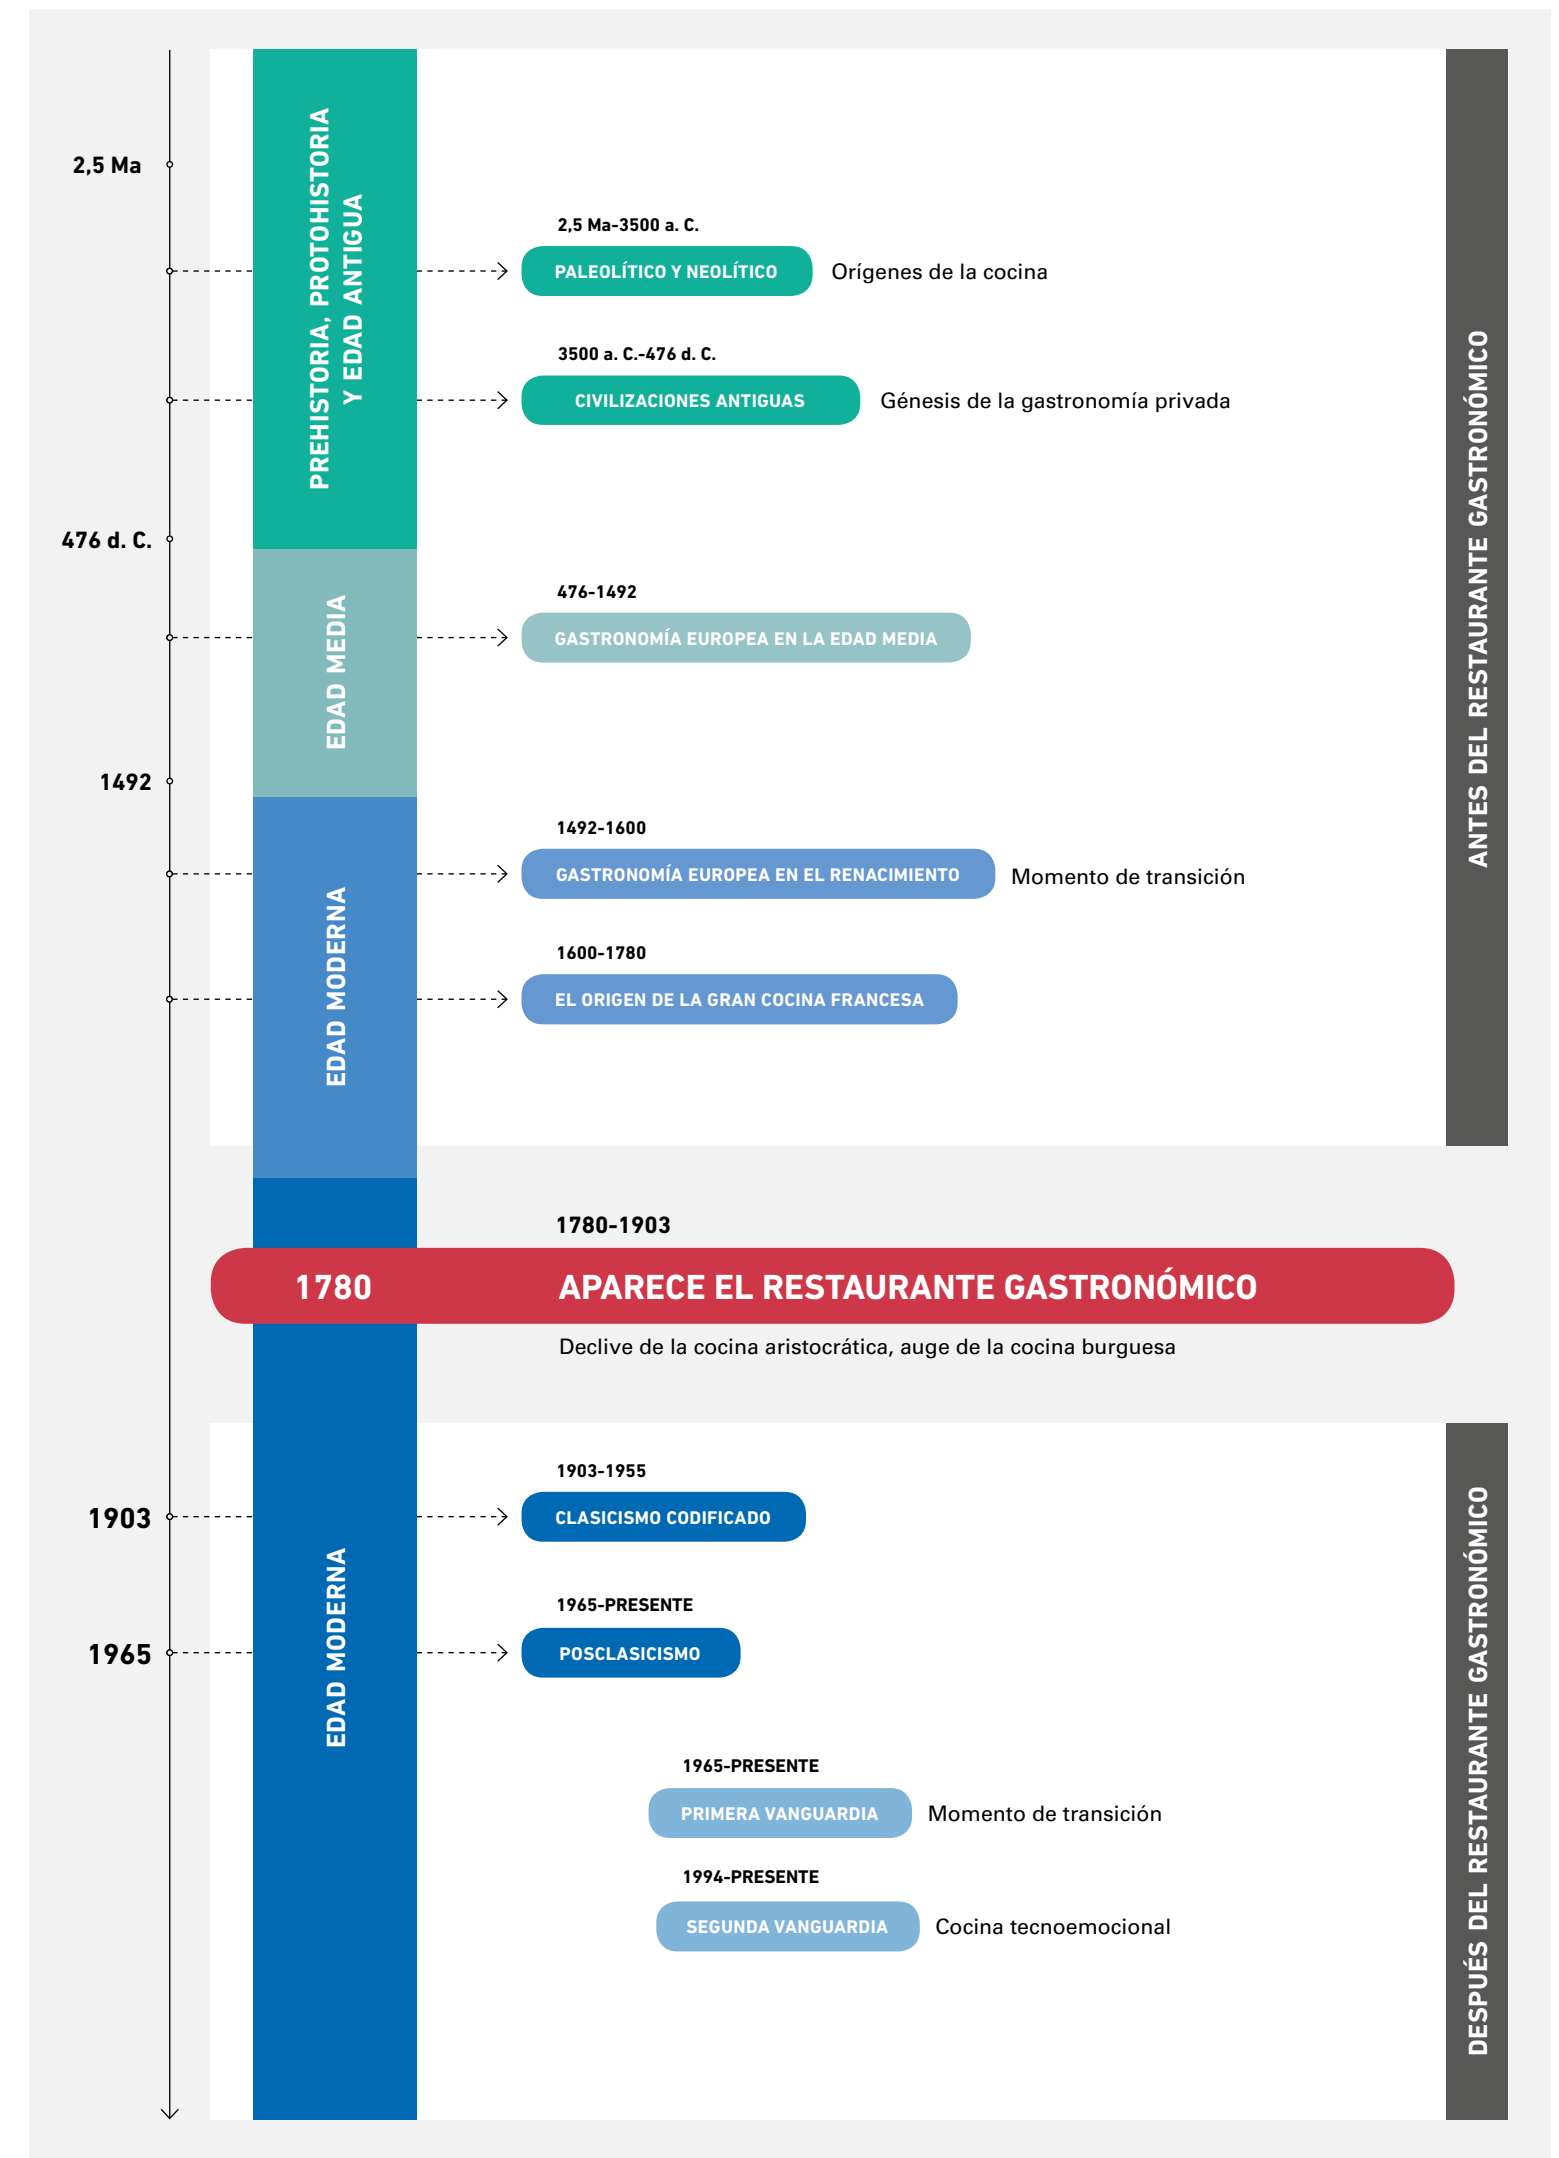 2,5 Ma
PREHISTORIA, PROTOHISTORIA
Y EDAD ANTIGUA
2,5 Ma-3500 a. C.
PALEOLÍTICO Y NEOLÍTICO
Orígenes de la cocina
3500 a. C.-476 d. C.
CIVILIZACIONES ANTIGUAS
Génesis de la gastronomía privada
ANTES DEL RESTAURANTE GASTRONÓMICO
476 d. C.
EDAD MEDIA
476-1492
GASTRONOMÍA EUROPEA EN LA EDAD MEDIA
1492
EDAD MODERNA
1492-1600
GASTRONOMÍA EUROPEA EN EL RENACIMIENTO
Momento de transición
1600-1780
EL ORIGEN DE LA GRAN COCINA FRANCESA
1780-1903
1780
APARECE EL RESTAURANTE GASTRONÓMICO
Declive de la cocina aristocrática, auge de la cocina burguesa
1903
EDAD MODERNA
1903-1955
CLASICISMO CODIFICADO
1965
1965-PRESENTE
POSCLASICISMO
1965-PRESENTE
PRIMERA VANGUARDIA
Momento de transición
1994-PRESENTE
SEGUNDA VANGUARDIA
Cocina tecnoemocional
DESPUÉS DEL RESTAURANTE GASTRONÓMICO